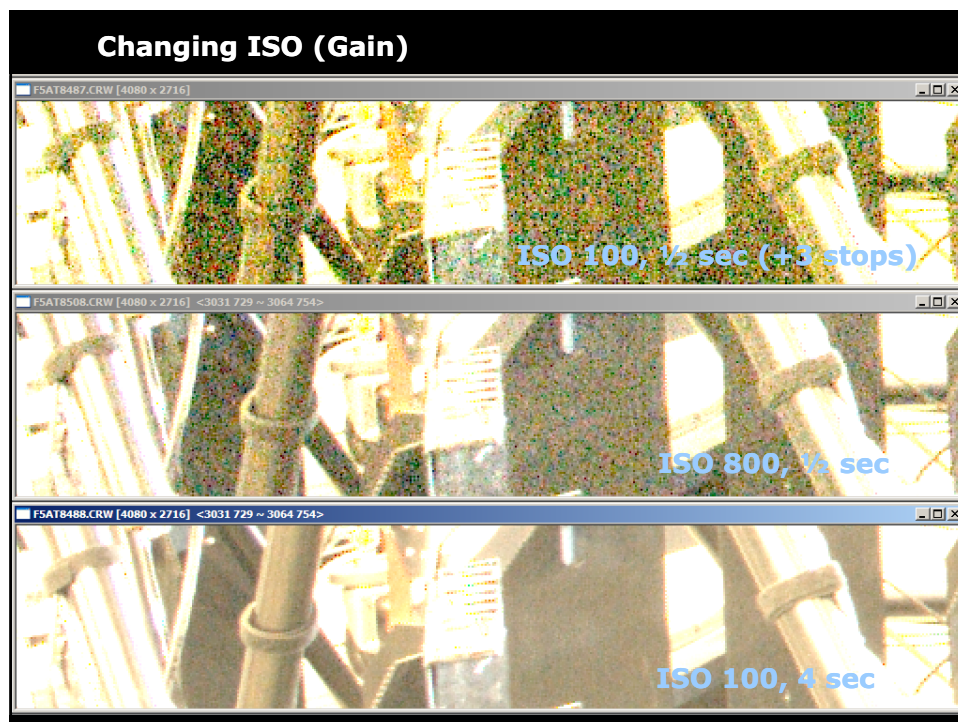 Changing ISO (Gain)
F5AT8487.CRW [4080 x 2716]
ISO 100, ½ sec (+3 stops)
F5AT8508.CRW [4080 x 2716] <3031 729 ~ 3064 754>
ISO 800, ½ sec
F5AT8488.CRW [4080 x 2716] <3031 729 ~ 3064 754>
ISO 100, 4 sec